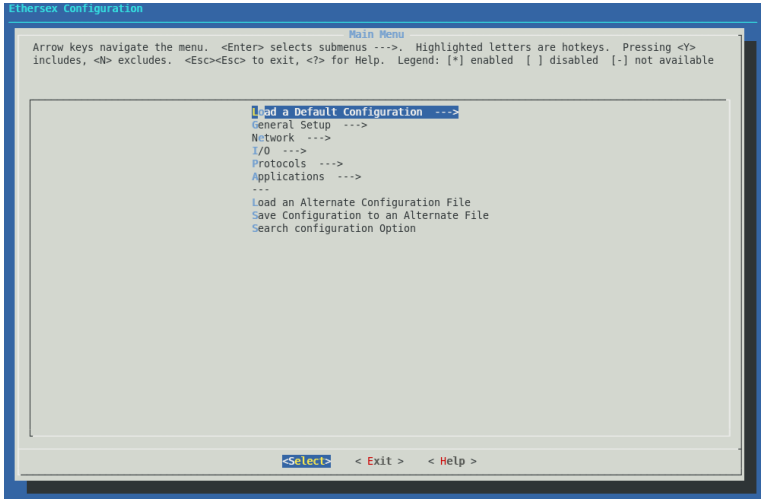 Ethersex Configuration
Main Menu
Arrow keys navigate the menu.  <Enter> selects submenus --->.  Highlighted letters are hotkeys.  Pressing <Y>
includes, <N> excludes.  <Esc><Esc> to exit, <?> for Help.  Legend: [*] enabled  [ ] disabled  [-] not available
Load a Default Configuration  --->
General Setup  --->
Network  --->
I/O  --->
Protocols  --->
Applications  --->
---
Load an Alternate Configuration File
Save Configuration to an Alternate File
Search configuration Option
<Select>    < Exit >    < Help >